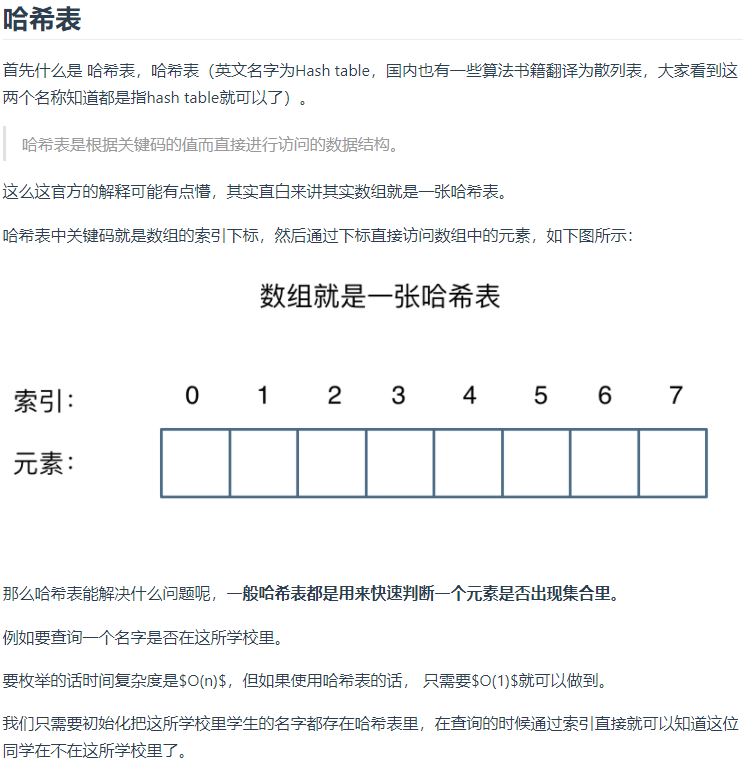 哈希表
首先什么是 哈希表，哈希表（英文名字为Hash table，国内也有一些算法书籍翻译为散列表，大家看到这
两个名称知道都是指hash table就可以了）。
哈希表是根据关键码的值而直接进行访问的数据结构。
这么这官方的解释可能有点懵，其实直白来讲其实数组就是一张哈希表。
哈希表中关键码就是数组的索引下标，然后通过下标直接访问数组中的元素，如下图所示：
数组就是一张哈希表
索引： 0 1 2 3 4 5 6 7
元素：
那么哈希表能解决什么问题呢，一般哈希表都是用来快速判断一个元素是否出现集合里。
例如要查询一个名字是否在这所学校里。
要枚举的话时间复杂度是$O(n)$，但如果使用哈希表的话， 只需要$O(1)$就可以做到。
我们只需要初始化把这所学校里学生的名字都存在哈希表里，在查询的时候通过索引直接就可以知道这位
同学在不在这所学校里了。